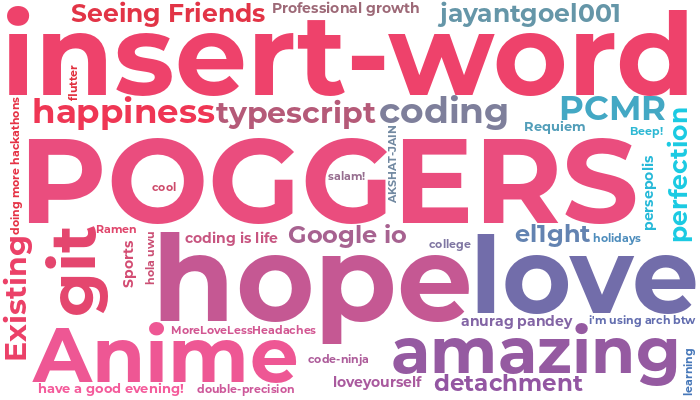 Seeing Friends
Professional growth
jayantgoel001
insert-word
flutter
happiness
typescript
coding
PCMR
Requiem
Beep!
doing more hackathons
POGGERS
cool
salam!
AKSHAT-JAIN
persepolis
perfection
git
Ramen
Sports
hola uwu
coding is life
Google io
college
el1ght
holidays
Existing
hope
love
anurag pandey
i'm using arch btw
Anime
MoreLoveLessHeadaches
code-ninja
amazing
have a good evening!
double-precision
loveyourself
detachment
learning